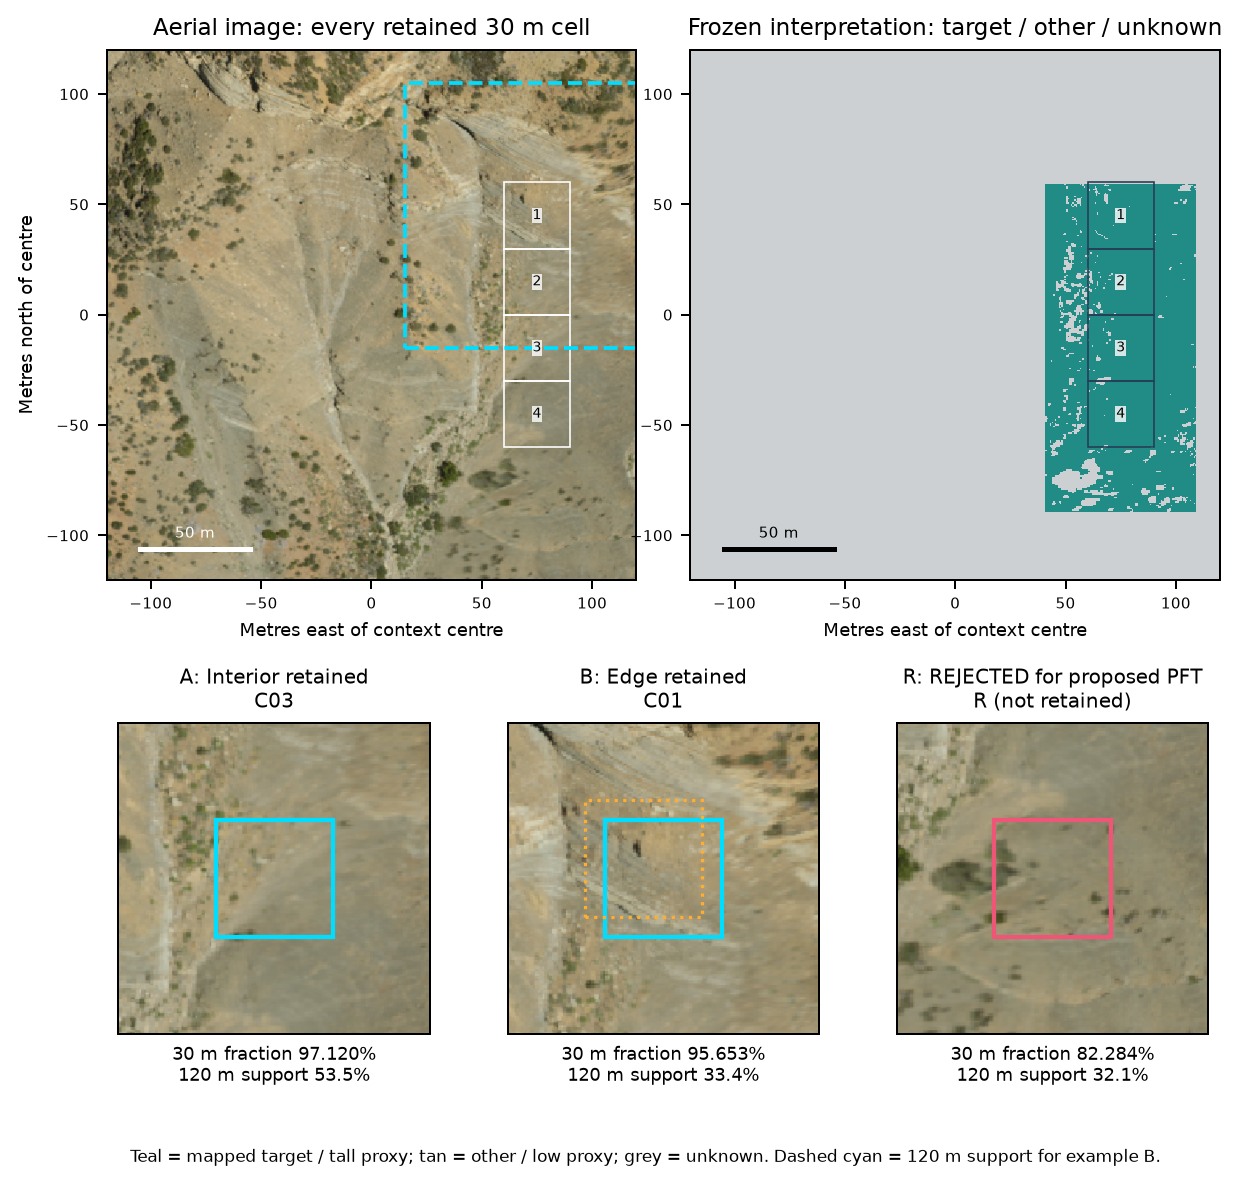 Aerial image: every retained 30 m cell
Frozen interpretation: target / other / unknown
Metres north of centre
100
50
0
−50
−100
1
2
3
4
50 m
−100
−50
0
50
100
Metres east of context centre
100
50
0
−50
−100
1
2
3
4
50 m
−100
−50
0
50
100
Metres east of context centre
A: Interior retained
C03
30 m fraction 97.120%
120 m support 53.5%
B: Edge retained
C01
30 m fraction 95.653%
120 m support 33.4%
R: REJECTED for proposed PFT
R (not retained)
30 m fraction 82.284%
120 m support 32.1%
Teal = mapped target / tall proxy; tan = other / low proxy; grey = unknown. Dashed cyan = 120 m support for example B.